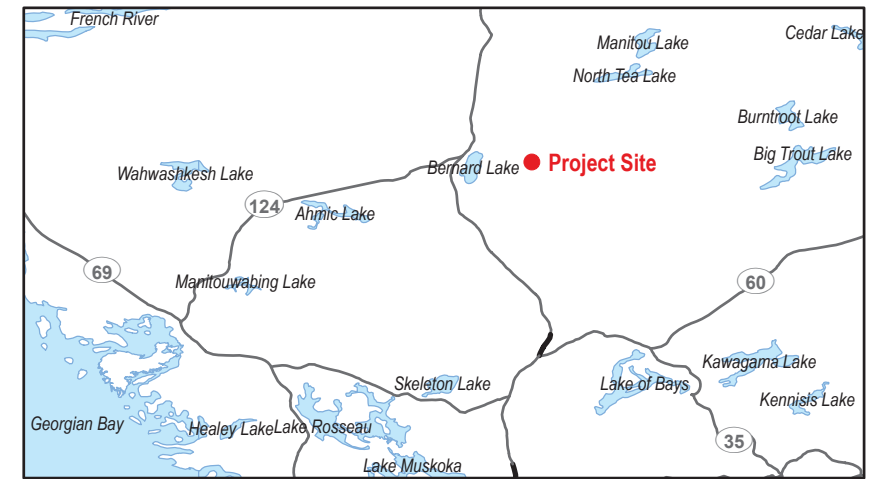 French River
Manitou Lake
Cedar Lake
North Tea Lake
Burntroot Lake
Big Trout Lake
Wahwashkesh Lake
Bernard Lake
Project Site
124
Ahmic Lake
69
Manitouwabing Lake
60
Skeleton Lake
Lake of Bays
Kawagama Lake
Kennisis Lake
Georgian Bay
Healey Lake
Lake Rosseau
35
Lake Muskoka